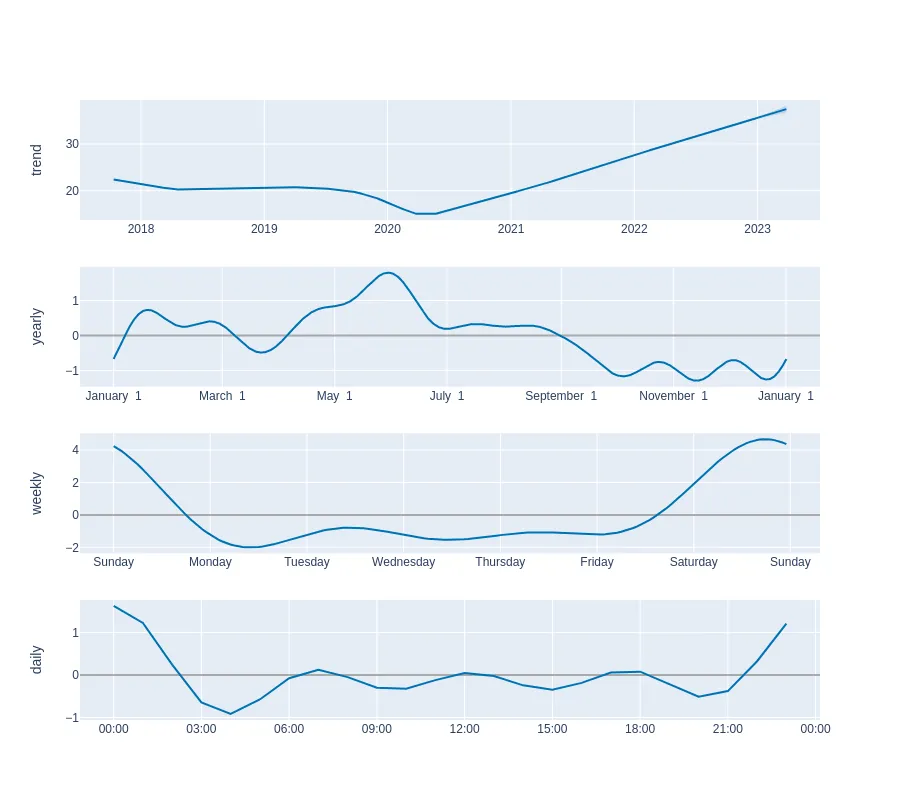 trend
30
20
2018 2019 2020 2021 2022 2023
yearly
1
0
−1
January 1 March 1 May 1 July 1 September 1 November 1 January 1
weekly
4
2
0
−2
Sunday Monday Tuesday Wednesday Thursday Friday Saturday Sunday
daily
1
0
−1
00:00 03:00 06:00 09:00 12:00 15:00 18:00 21:00 00:00